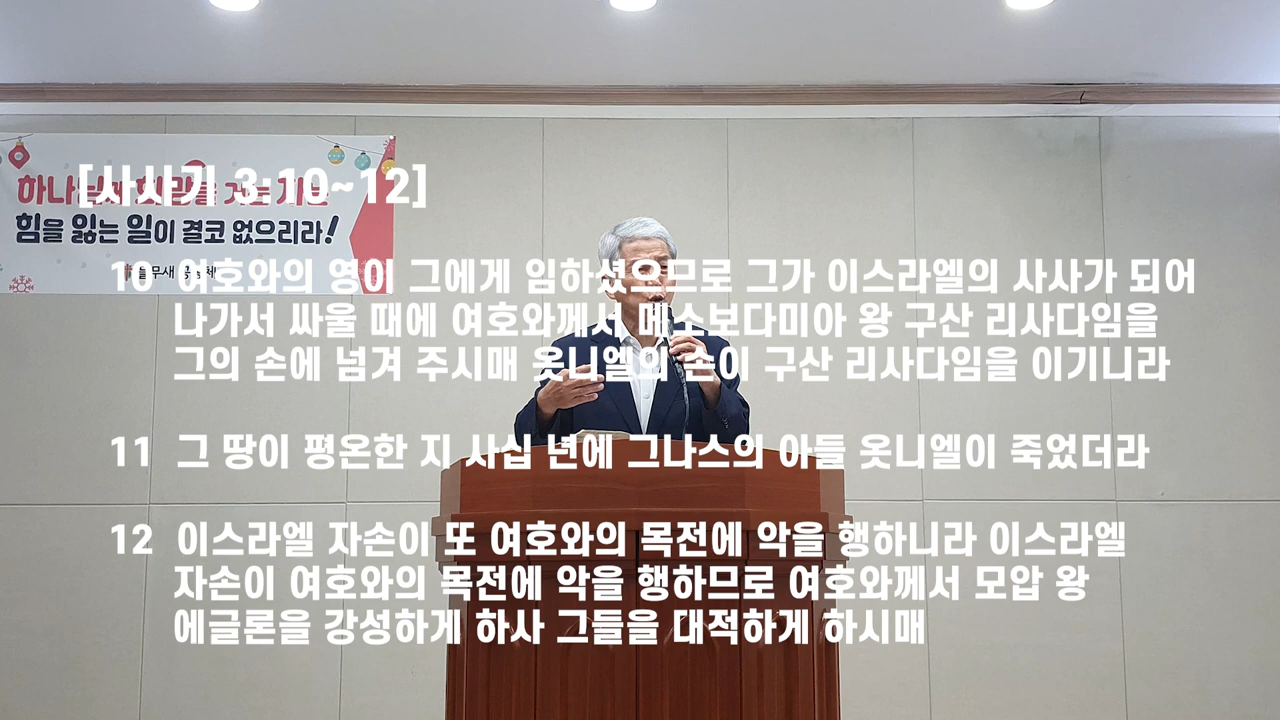 [사사기 3:10~12]
힘을 잃는 일이 결코 없으리라!
10 여호와의 영이 그에게 임하셨으므로 그가 이스라엘의 사사가 되어
나가서 싸울 때에 여호와께서 메소보다미아 왕 구산 리사다임을
그의 손에 넘겨 주시매 옷니엘의 손이 구산 리사다임을 이기니라
11 그 땅이 평온한 지 사십 년에 그나스의 아들 옷니엘이 죽었더라
12 이스라엘 자손이 또 여호와의 목전에 악을 행하니라 이스라엘
자손이 여호와의 목전에 악을 행하므로 여호와께서 모압 왕
에글론을 강성하게 하사 그들을 대적하게 하시매